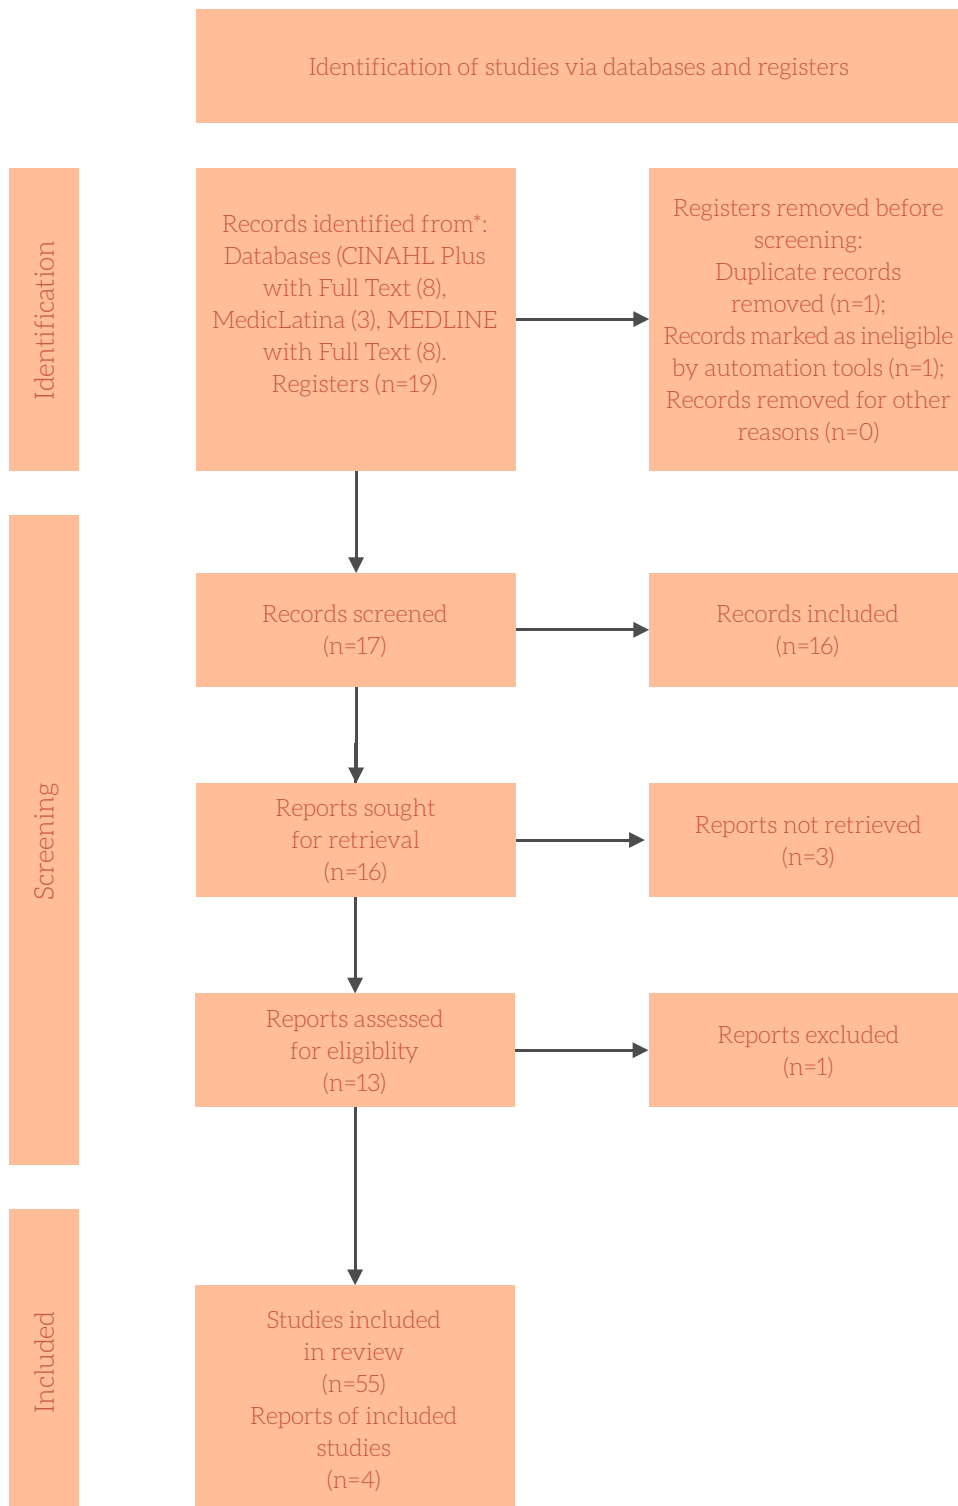 Identification of studies via databases and registers
Identification
Records identified from*:
Databases (CINAHL Plus
with Full Text (8),
MedicLatina (3), MEDLINE
with Full Text (8).
Registers (n=19)
Registers removed before
screening:
Duplicate records
removed (n=1);
Records marked as ineligible
by automation tools (n=1);
Records removed for other
reasons (n=0)
Screening
Records screened
(n=17)
Records included
(n=16)
Reports sought
for retrieval
(n=16)
Reports not retrieved
(n=3)
Reports assessed
for eligiblity
(n=13)
Reports excluded
(n=1)
Included
Studies included
in review
(n=55)
Reports of included
studies
(n=4)